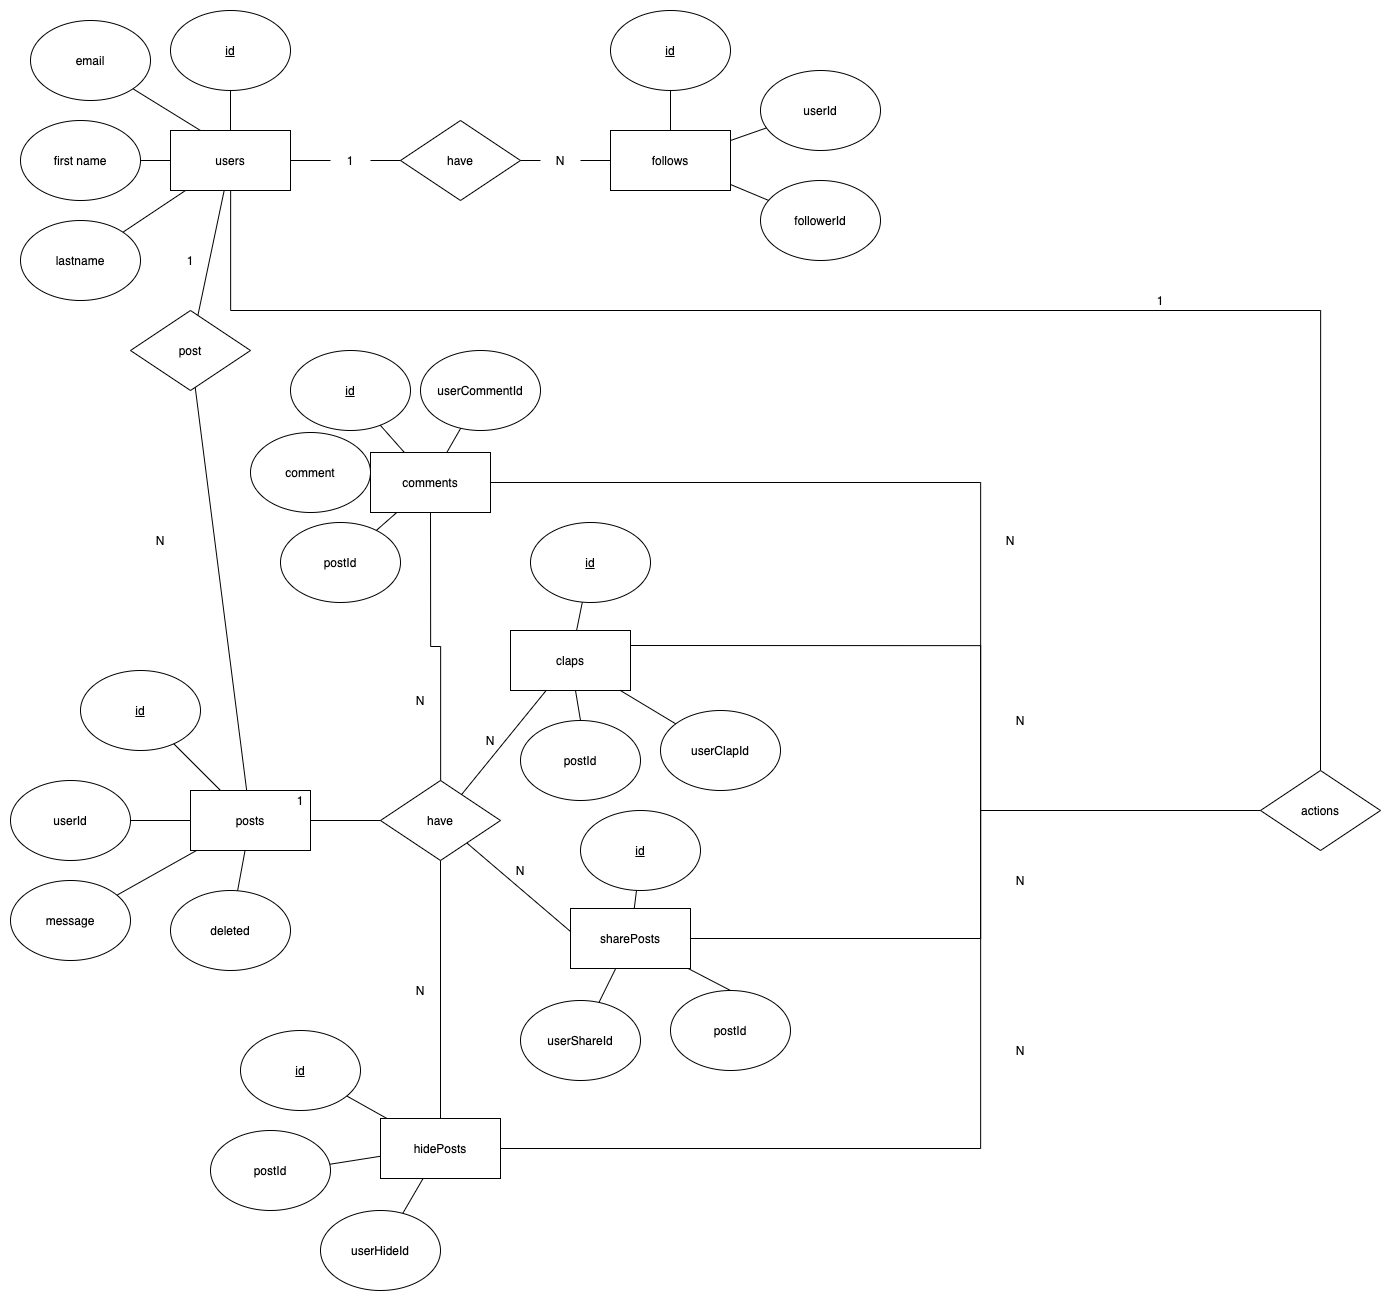 id
id
email
userId
first name
users
1
have
N
follows
followerId
lastname
1
1
post
id
userCommentId
comment
comments
N
N
postId
id
claps
N
N
id
N
userClapId
postId
1
userId
posts
have
actions
id
N
N
message
deleted
sharePosts
N
postId
userShareId
N
id
hidePosts
postId
userHideId